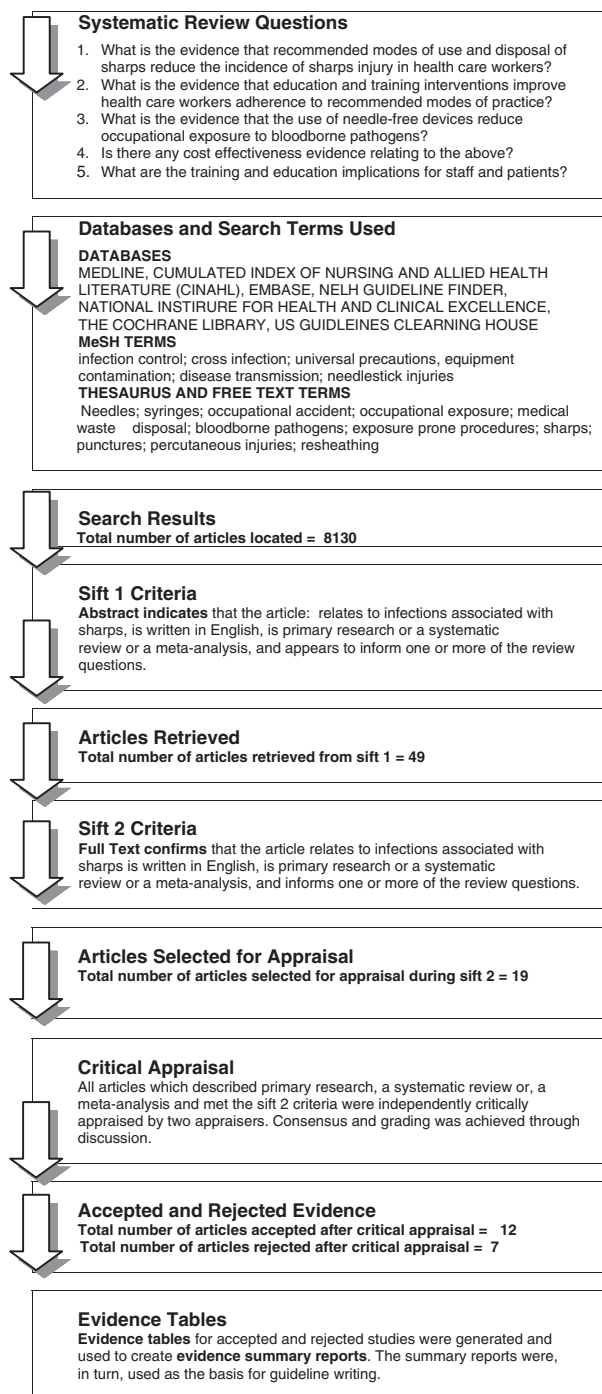 Systematic Review Questions
1. What is the evidence that recommended modes of use and disposal of
sharps reduce the incidence of sharps injury in health care workers?
2. What is the evidence that education and training interventions improve
health care workers adherence to recommended modes of practice?
3. What is the evidence that the use of needle-free devices reduce
occupational exposure to bloodborne pathogens?
4. Is there any cost effectiveness evidence relating to the above?
5. What are the training and education implications for staff and patients?
Databases and Search Terms Used
DATABASES
MEDLINE, CUMULATED INDEX OF NURSING AND ALLIED HEALTH
LITERATURE (CINAHL), EMBASE, NELH GUIDELINE FINDER,
NATIONAL INSTIRURE FOR HEALTH AND CLINICAL EXCELLENCE,
THE COCHRANE LIBRARY, US GUIDLEINES CLEARNING HOUSE
MeSH TERMS
infection control; cross infection; universal precautions, equipment
contamination; disease transmission; needlestick injuries
THESAURUS AND FREE TEXT TERMS
Needles; syringes; occupational accident; occupational exposure; medical
waste disposal; bloodborne pathogens; exposure prone procedures; sharps;
punctures; percutaneous injuries; resheathing
Search Results
Total number of articles located = 8130
Sift 1 Criteria
Abstract indicates that the article: relates to infections associated with
sharps, is written in English, is primary research or a systematic
review or a meta-analysis, and appears to inform one or more of the review
questions.
Articles Retrieved
Total number of articles retrieved from sift 1 = 49
Sift 2 Criteria
Full Text confirms that the article relates to infections associated with
sharps is written in English, is primary research or a systematic
review or a meta-analysis, and informs one or more of the review questions.
Articles Selected for Appraisal
Total number of articles selected for appraisal during sift 2 = 19
Critical Appraisal
All articles which described primary research, a systematic review or, a
meta-analysis and met the sift 2 criteria were independently critically
appraised by two appraisers. Consensus and grading was achieved through
discussion.
Accepted and Rejected Evidence
Total number of articles accepted after critical appraisal = 12
Total number of articles rejected after critical appraisal = 7
Evidence Tables
Evidence tables for accepted and rejected studies were generated and
used to create evidence summary reports. The summary reports were,
in turn, used as the basis for guideline writing.